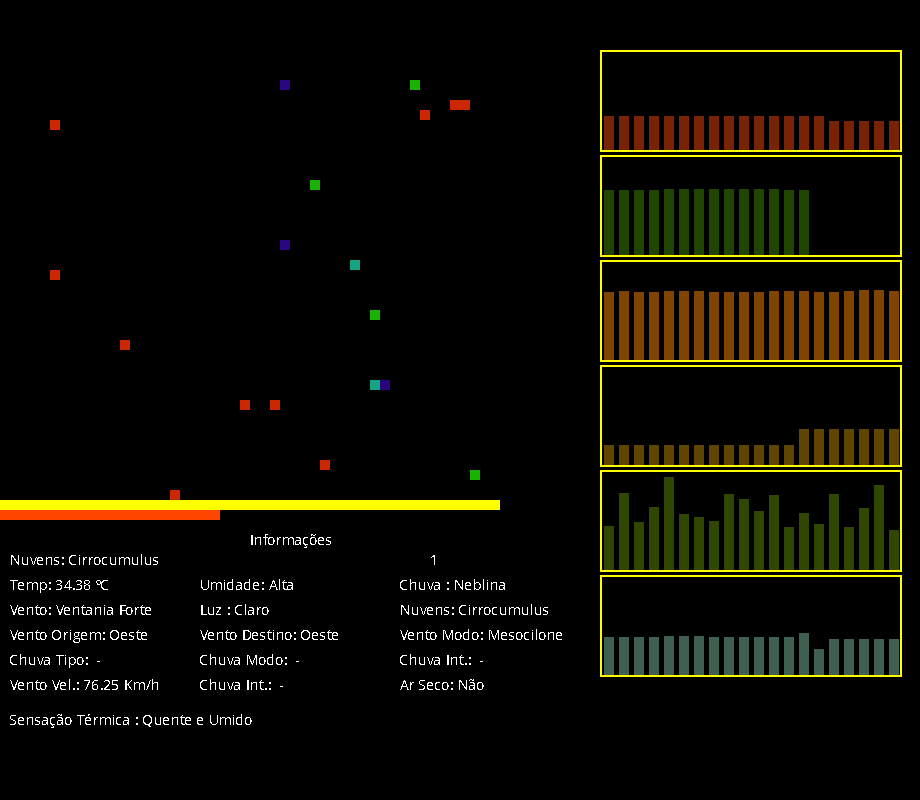 Informações
Nuvens: Cirrocumulus 1
Temp: 34.38 ºC Umidade: Alta Chuva : Neblina
Vento: Ventania Forte Luz : Claro Nuvens: Cirrocumulus
Vento Origem: Oeste Vento Destino: Oeste Vento Modo: Mesocilone
Chuva Tipo: - Chuva Modo: - Chuva Int.: -
Vento Vel.: 76.25 Km/h Chuva Int.: - Ar Seco: Não
Sensação Térmica : Quente e Umido